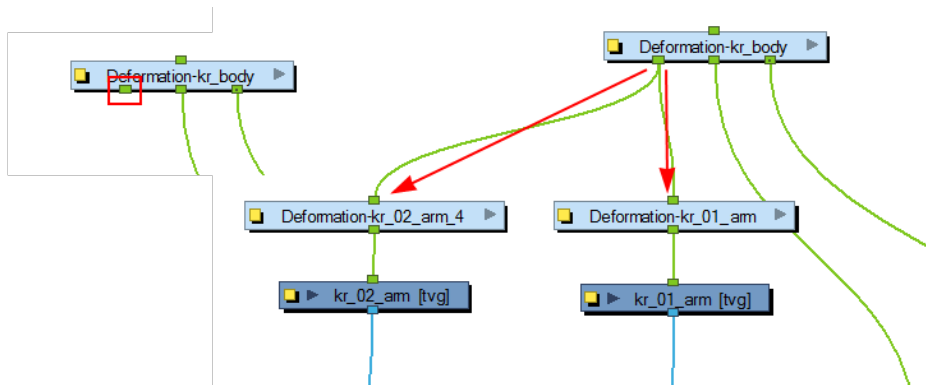 Deformation-kr_body
Deformation-kr_body
Deformation-kr_02_arm_4
Deformation-kr_01_arm
kr_02_arm [tvg]
kr_01_arm [tvg]